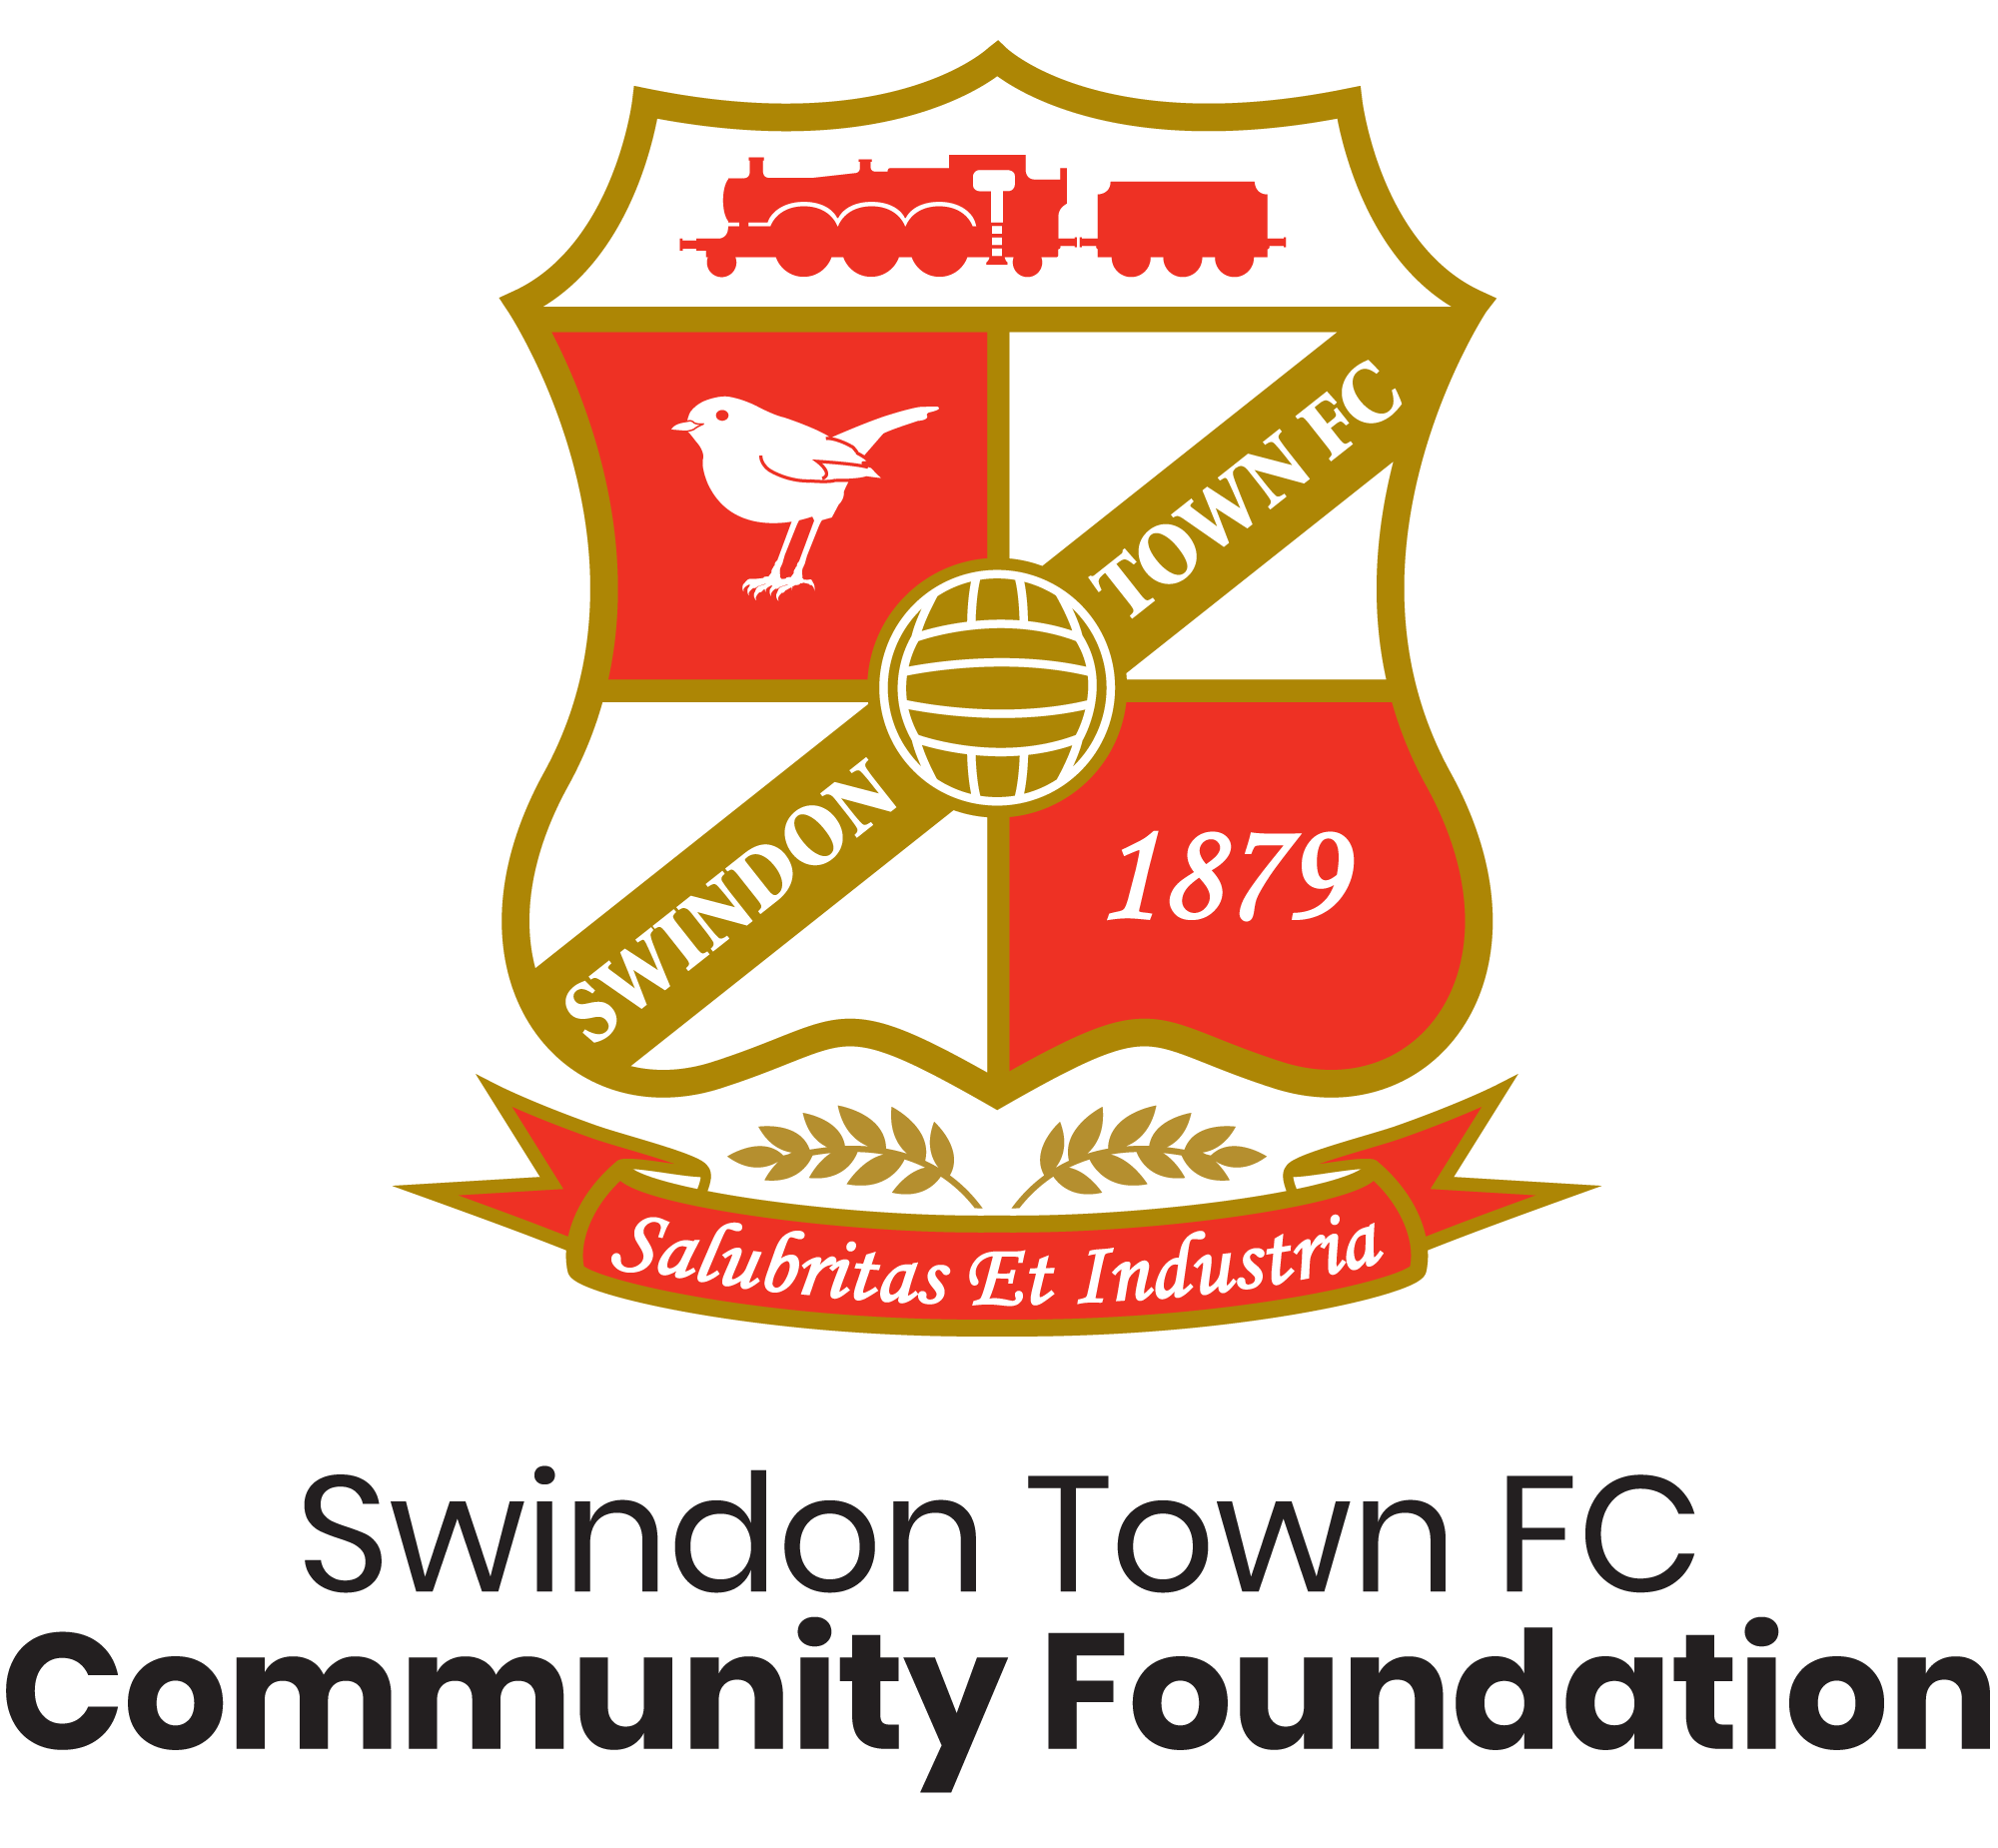 TOWN FC
SWINDON
1879
Salubritas Et Industria
Swindon Town FC
Community Foundation